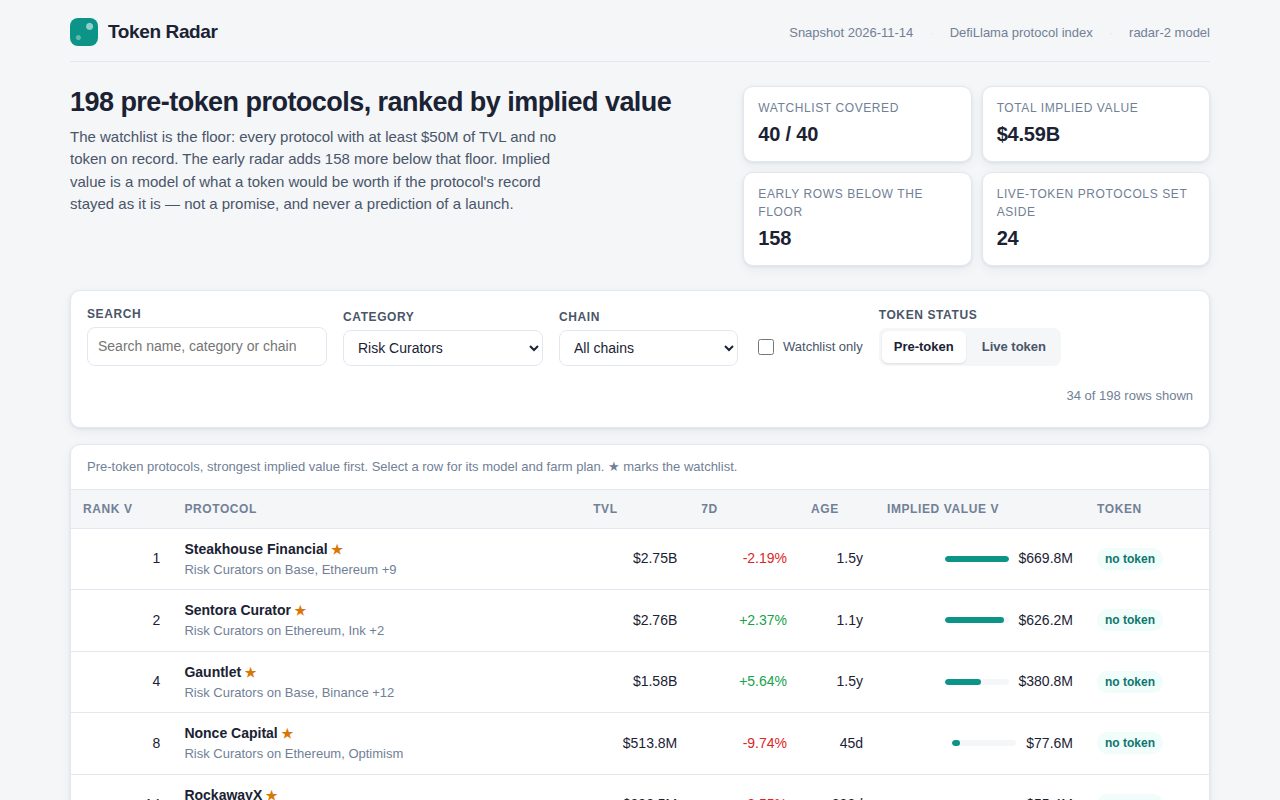 Token Radar
Snapshot 2026-11-14 · DefiLlama protocol index · radar-2 model
198 pre-token protocols, ranked by implied value
The watchlist is the floor: every protocol with at least $50M of TVL and no
token on record. The early radar adds 158 more below that floor. Implied
value is a model of what a token would be worth if the protocol's record
stayed as it is — not a promise, and never a prediction of a launch.
WATCHLIST COVERED
40 / 40
TOTAL IMPLIED VALUE
$4.59B
EARLY ROWS BELOW THE
FLOOR
158
LIVE-TOKEN PROTOCOLS SET
ASIDE
24
SEARCH
Search name, category or chain
CATEGORY
Risk Curators
CHAIN
All chains
Watchlist only
TOKEN STATUS
Pre-token Live token
34 of 198 rows shown
Pre-token protocols, strongest implied value first. Select a row for its model and farm plan. ★ marks the watchlist.
RANK V PROTOCOL TVL 7D AGE IMPLIED VALUE V TOKEN
1 Steakhouse Financial ★ $2.75B -2.19% 1.5y $669.8M no token
Risk Curators on Base, Ethereum +9
2 Sentora Curator ★ $2.76B +2.37% 1.1y $626.2M no token
Risk Curators on Ethereum, Ink +2
4 Gauntlet ★ $1.58B +5.64% 1.5y $380.8M no token
Risk Curators on Base, Binance +12
8 Nonce Capital ★ $513.8M -9.74% 45d $77.6M no token
Risk Curators on Ethereum, Optimism
RockawayX ★